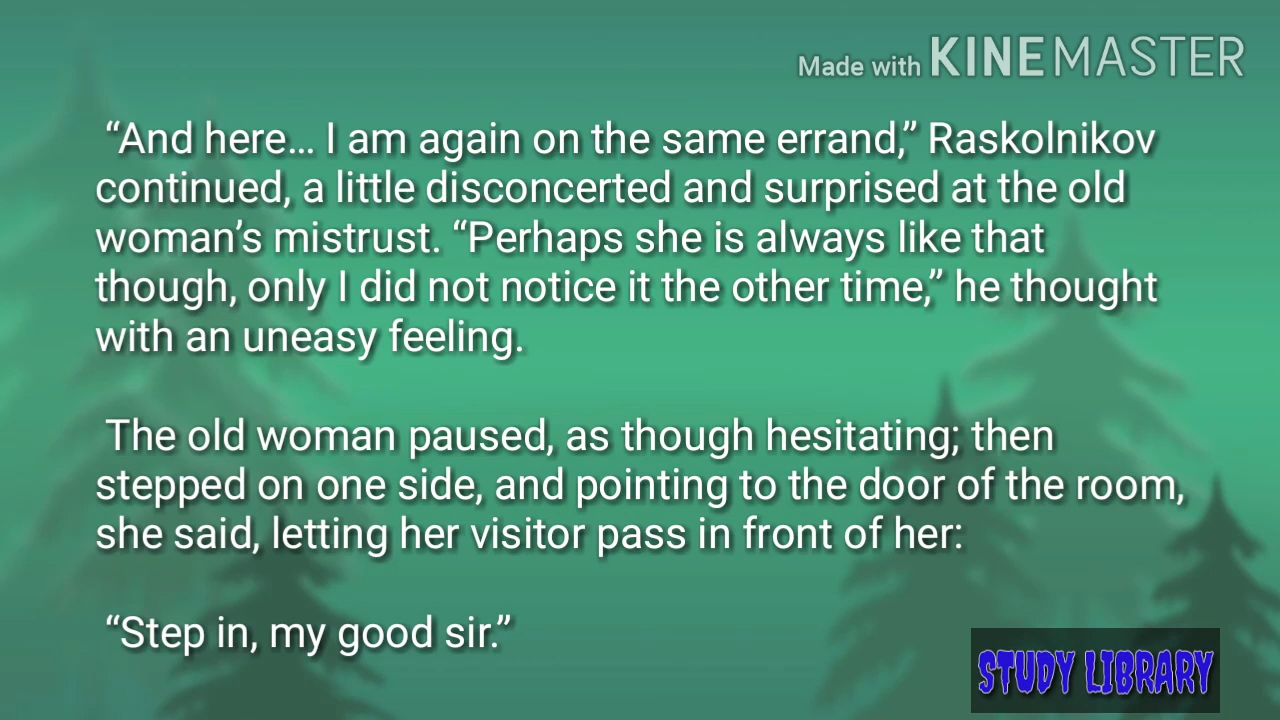 Made with KINEMASTER
“And here... I am again on the same errand,” Raskolnikov
continued, a little disconcerted and surprised at the old
woman’s mistrust. “Perhaps she is always like that
though, only I did not notice it the other time,” he thought
with an uneasy feeling.
The old woman paused, as though hesitating; then
stepped on one side, and pointing to the door of the room,
she said, letting her visitor pass in front of her:
“Step in, my good sir.”
STUDY LIBRARY